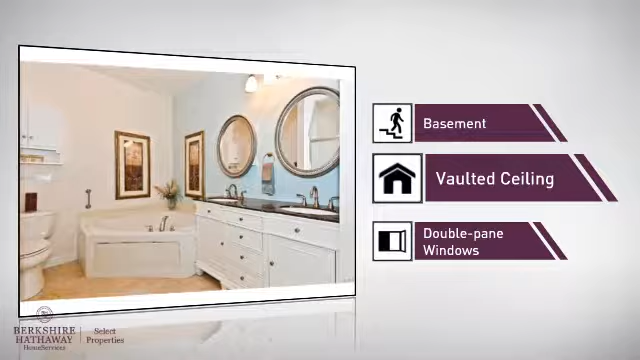 Basement
Vaulted Ceiling
Double-pane
Windows
BERKSHIRE
HATHAWAY
HomeServices
Select
Properties